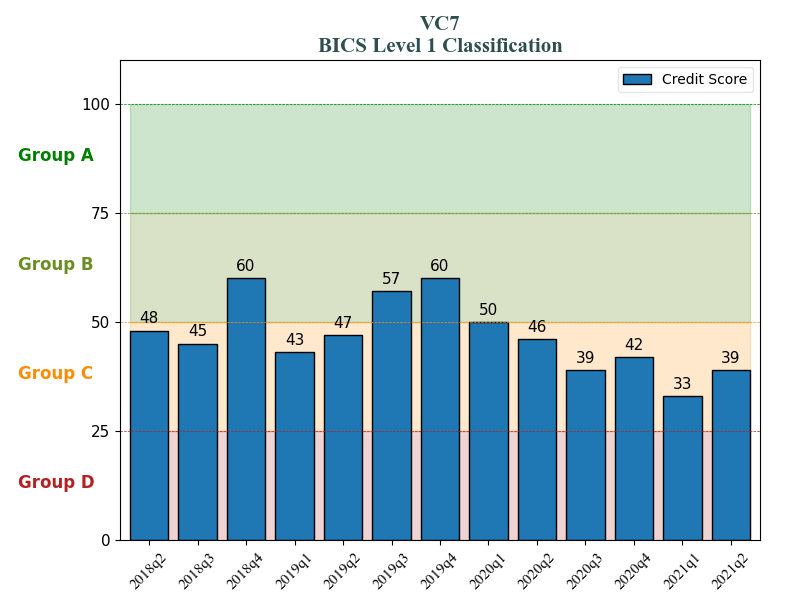 VC7
BICS Level 1 Classification
Credit Score
100
Group A
75
Group B
50
Group C
25
Group D
0
48
45
60
43
47
57
60
50
46
39
42
33
39
2018q2
2018q3
2018q4
2019q1
2019q2
2019q3
2019q4
2020q1
2020q2
2020q3
2020q4
2021q1
2021q2